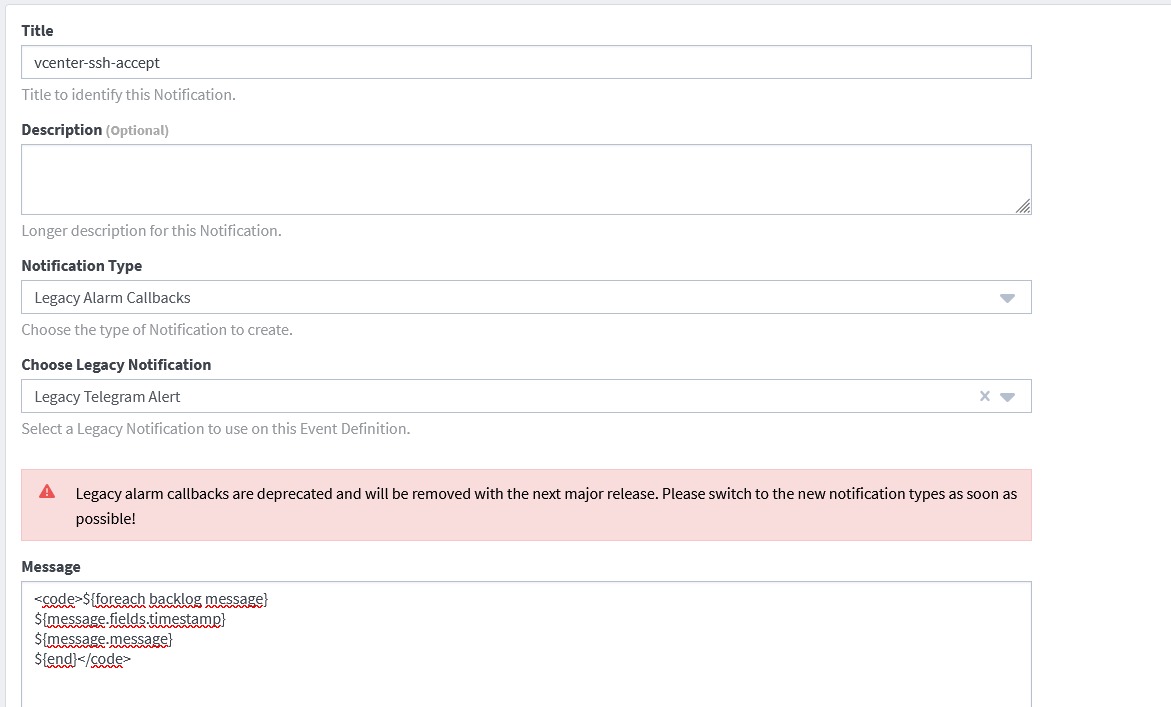 Title
vcenter-ssh-accept
Title to identify this Notification.
Description (Optional)
Longer description for this Notification.
Notification Type
Legacy Alarm Callbacks
Choose the type of Notification to create.
Choose Legacy Notification
Legacy Telegram Alert
Select a Legacy Notification to use on this Event Definition.
Legacy alarm callbacks are deprecated and will be removed with the next major release. Please switch to the new notification types as soon as
possible!
Message
<code>${foreach backlog message}
${message.fields.timestamp}
${message.message}
${end}</code>